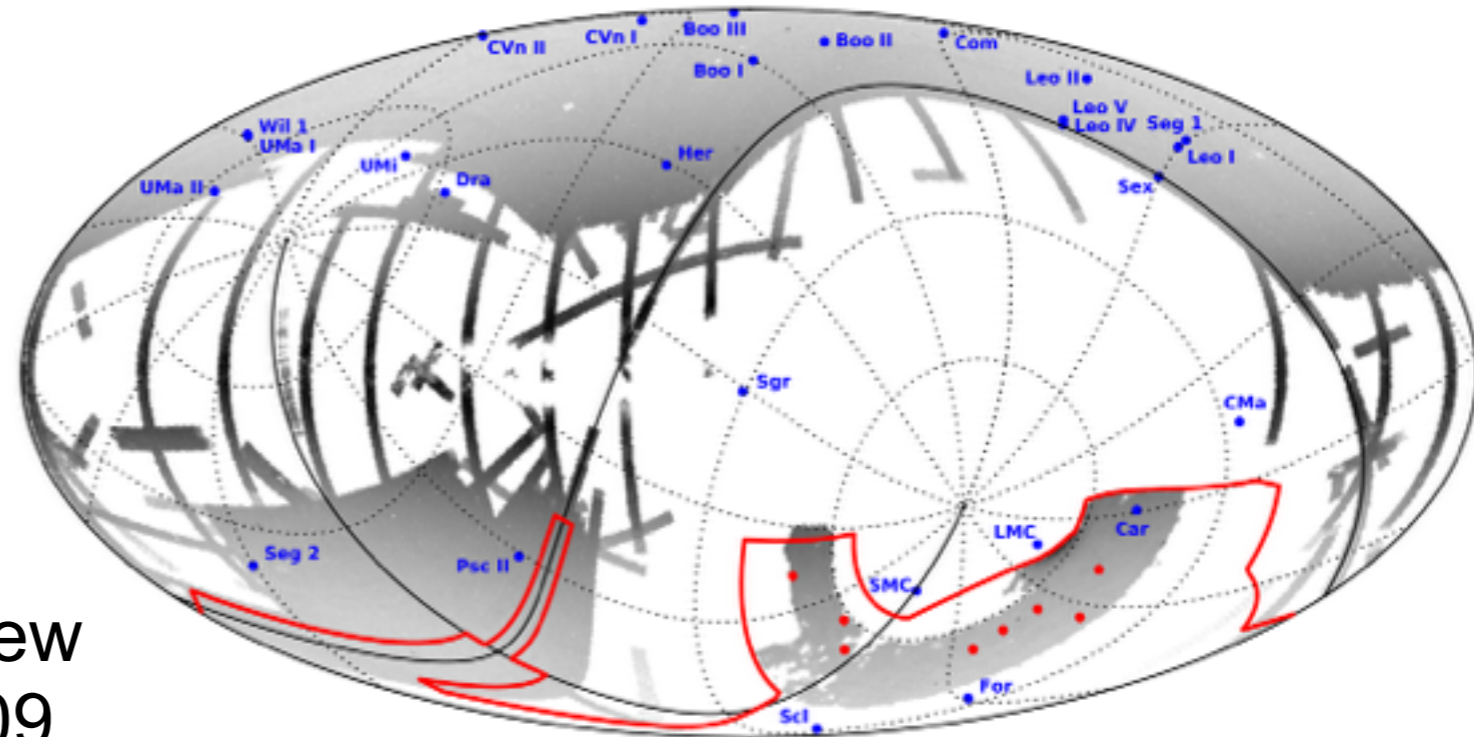 Boo III
CVn I
CVn II
Boo II
Com
Boo I
Leo II
Leo V
Leo IV
Seg 1
Wil 1
UMa I
Her
Leo I
UMi
Dra
Sex
UMa II
Sgr
CMa
Car
LMC
Seg 2
Psc II
SMC
ew
For
09
Scl